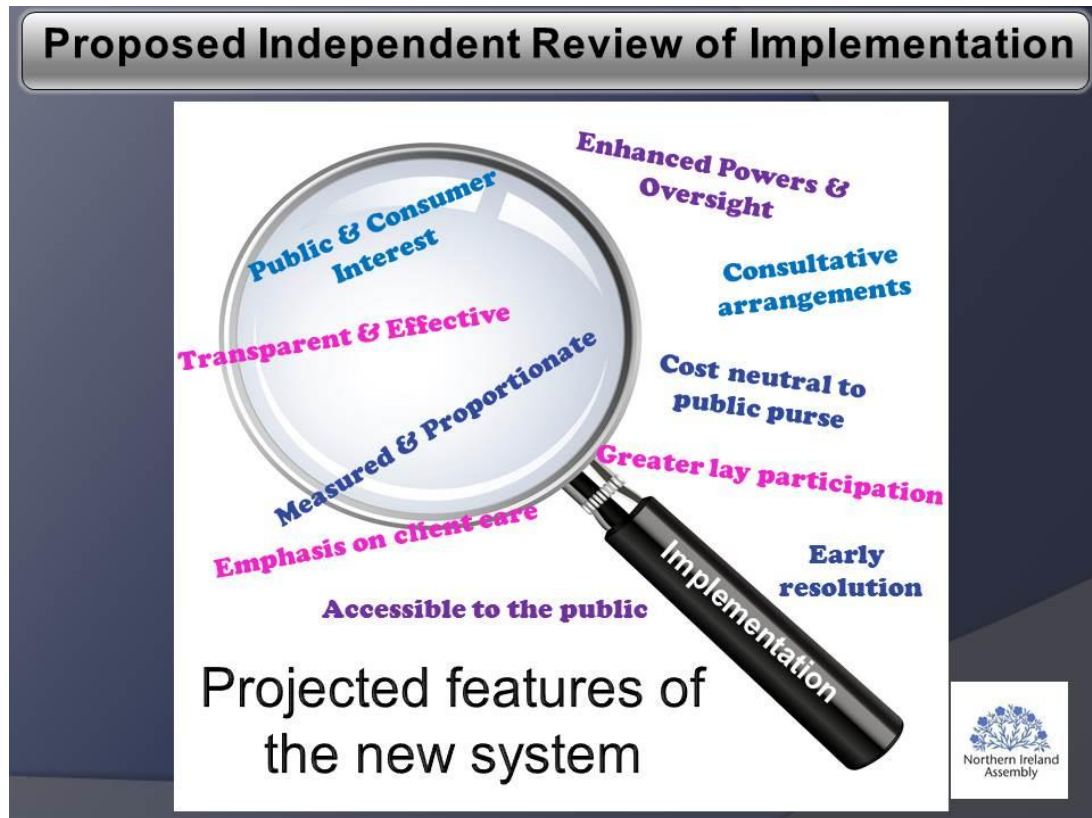 Proposed Independent Review of Implementation
Enhanced Powers &
Oversight
Public & Consumer
Interest
Consultative
arrangements
Transparent & Effective
Measured & Proportionate
Cost neutral to
public purse
Greater lay participation
Emphasis on client care
Early
resolution
Accessible to the public
Implementation
Projected features of
the new system
Northern Ireland
Assembly